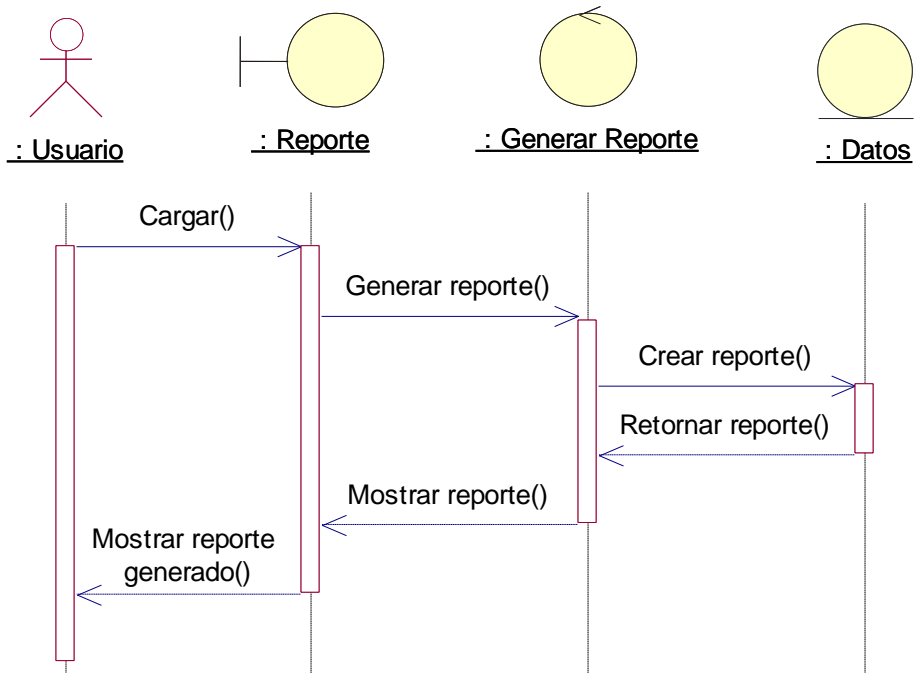 : Usuario
: Reporte
: Generar Reporte
: Datos
Cargar()
Generar reporte()
Crear reporte()
Retornar reporte()
Mostrar reporte()
Mostrar reporte
generado()